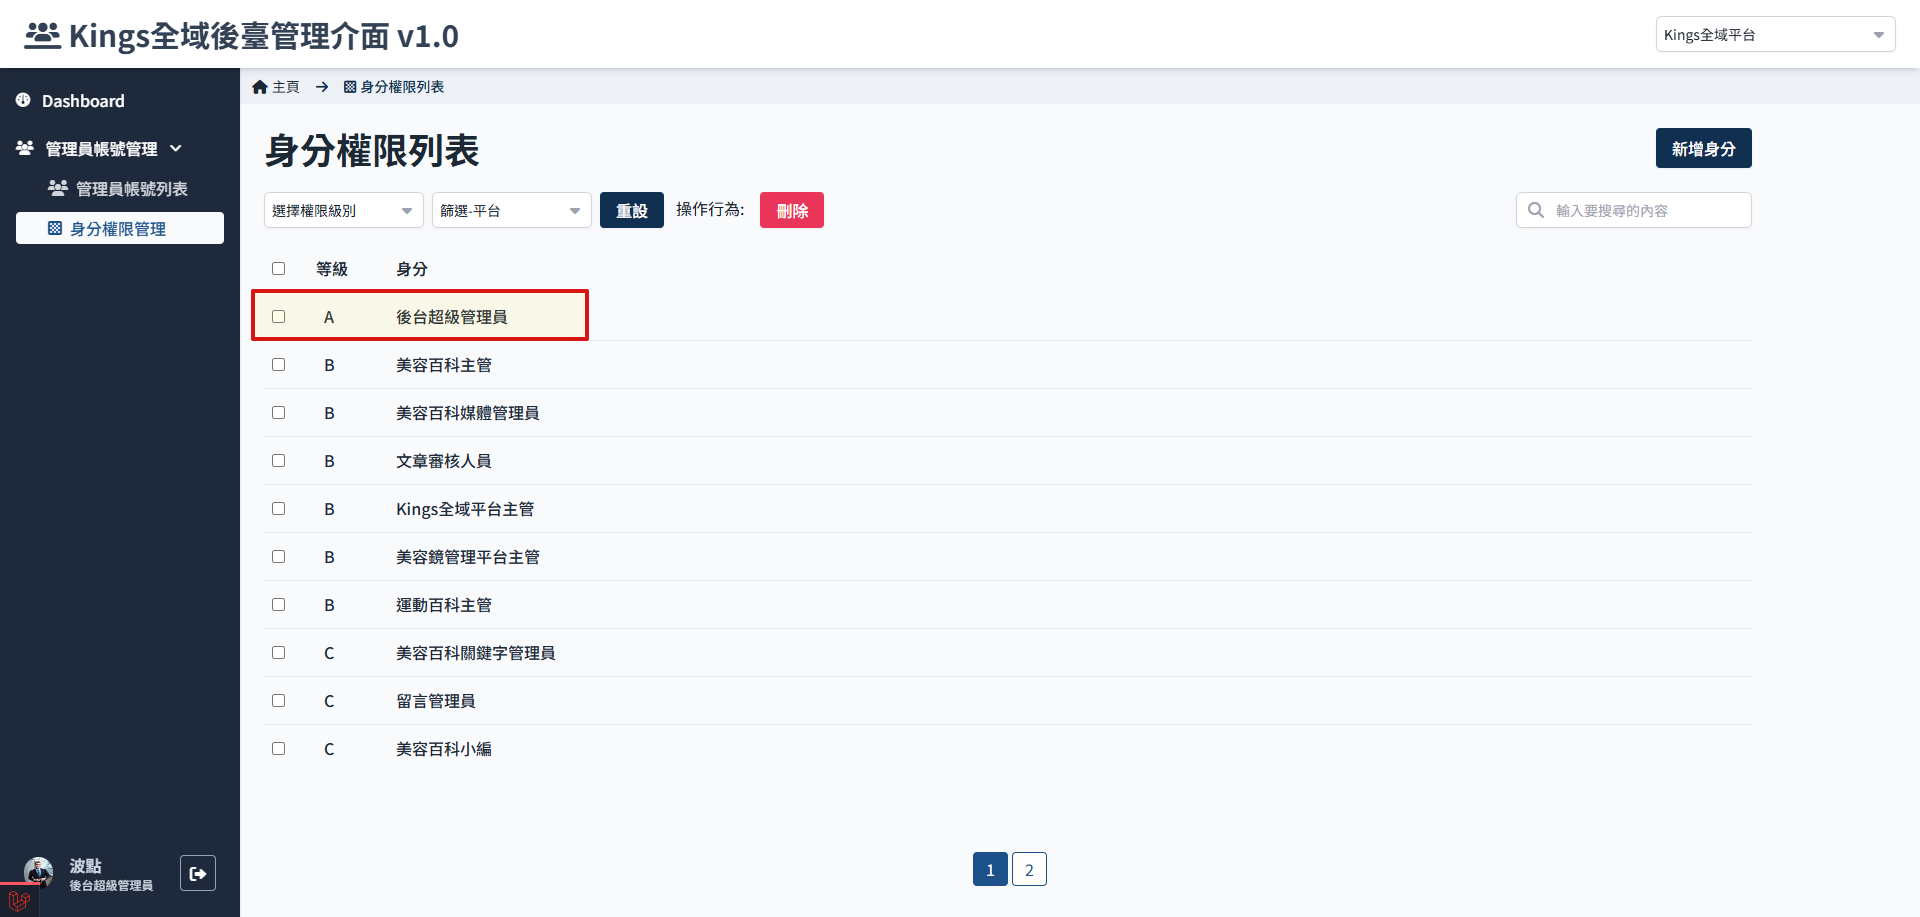 Kings全域後臺管理介面 v1.0
Kings全域平台
Dashboard
管理員帳號管理
管理員帳號列表
身分權限管理
主頁 → 身分權限列表
身分權限列表
新增身分
選擇權限級別 篩選-平台 重設 操作行為: 刪除 輸入要搜尋的內容
等級 身分
A 後台超級管理員
B 美容百科主管
B 美容百科媒體管理員
B 文章審核人員
B Kings全域平台主管
B 美容鏡管理平台主管
B 運動百科主管
C 美容百科關鍵字管理員
C 留言管理員
C 美容百科小編
1 2
波點
後台超級管理員